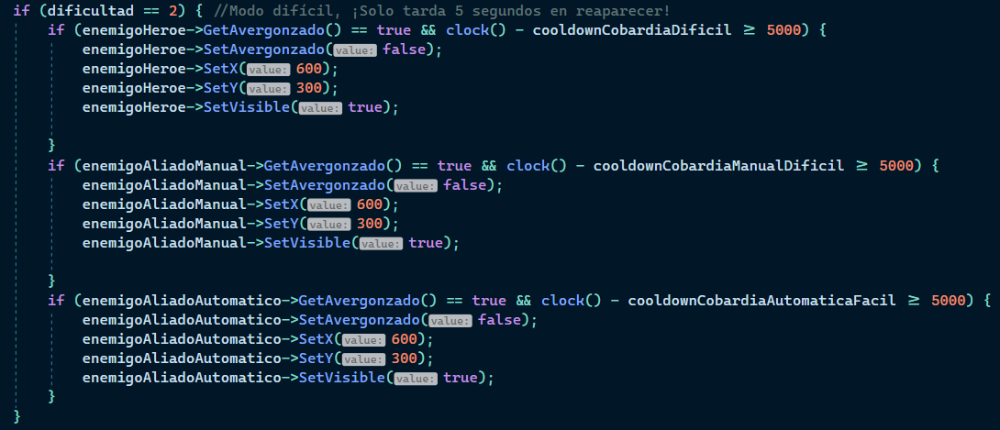 if (dificultad == 2) { //Modo difícil, ¡Solo tarda 5 segundos en reaparecer!
if (enemigoHeroe->GetAvergonzado() == true && clock() - cooldownCobardiaDificil ≥ 5000) {
enemigoHeroe->SetAvergonzado(value: false);
enemigoHeroe->SetX(value: 600);
enemigoHeroe->SetY(value: 300);
enemigoHeroe->SetVisible(value: true);
}
if (enemigoAliadoManual->GetAvergonzado() == true && clock() - cooldownCobardiaManualDificil ≥ 5000) {
enemigoAliadoManual->SetAvergonzado(value: false);
enemigoAliadoManual->SetX(value: 600);
enemigoAliadoManual->SetY(value: 300);
enemigoAliadoManual->SetVisible(value: true);
}
if (enemigoAliadoAutomatico->GetAvergonzado() == true && clock() - cooldownCobardiaAutomaticaFacil ≥ 5000) {
enemigoAliadoAutomatico->SetAvergonzado(value: false);
enemigoAliadoAutomatico->SetX(value: 600);
enemigoAliadoAutomatico->SetY(value: 300);
enemigoAliadoAutomatico->SetVisible(value: true);
}
}